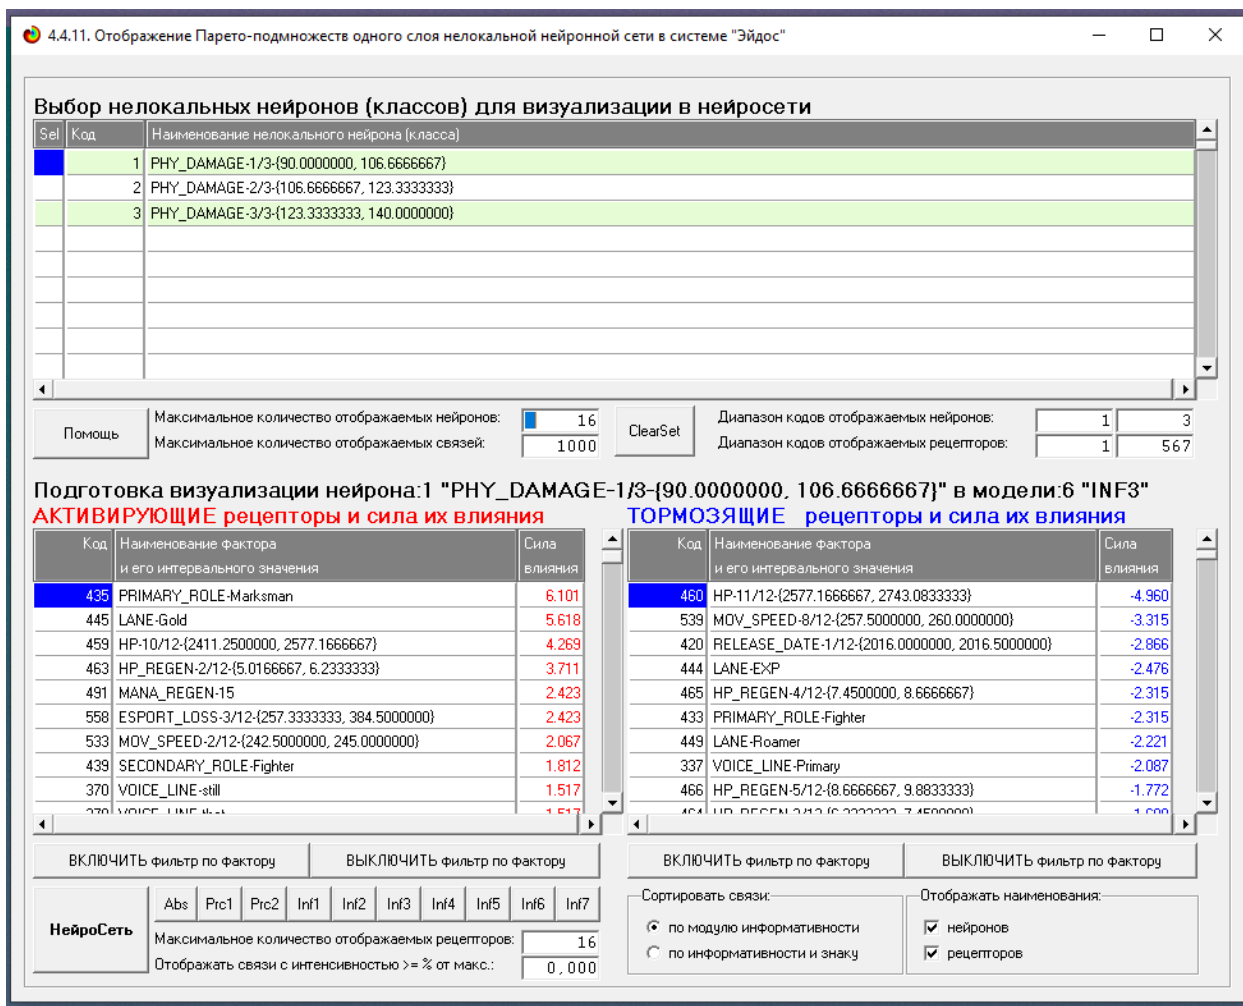 4.4.11. Отображение Парето-подмножеств одного слоя нелокальной нейронной сети в системе "Эйдос"
Выбор нелокальных нейронов (классов) для визуализации в нейросети
Sel Код Наименование нелокального нейрона (класса)
1 PHY_DAMAGE-1/3-{90.0000000, 106.6666667}
2 PHY_DAMAGE-2/3-{106.6666667, 123.3333333}
3 PHY_DAMAGE-3/3-{123.3333333, 140.0000000}
Помощь
Максимальное количество отображаемых нейронов: 16
Максимальное количество отображаемых связей: 1000
ClearSet
Диапазон кодов отображаемых нейронов: 1 3
Диапазон кодов отображаемых рецепторов: 1 567
Подготовка визуализации нейрона:1 "PHY_DAMAGE-1/3-{90.0000000, 106.6666667}" в модели:6 "INF3"
АКТИВИРУЮЩИЕ рецепторы и сила их влияния
Код Наименование фактора и его интервального значения Сила влияния
435 PRIMARY_ROLE-Marksman 6.101
445 LANE-Gold 5.618
459 HP-10/12-{2411.2500000, 2577.1666667} 4.269
463 HP_REGEN-2/12-{5.0166667, 6.2333333} 3.711
491 MANA_REGEN-15 2.423
558 ESPORT_LOSS-3/12-{257.3333333, 384.5000000} 2.423
533 MOV_SPEED-2/12-{242.5000000, 245.0000000} 2.067
439 SECONDARY_ROLE-Fighter 1.812
370 VOICE_LINE-still 1.517
ТОРМОЗЯЩИЕ рецепторы и сила их влияния
Код Наименование фактора и его интервального значения Сила влияния
460 HP-11/12-{2577.1666667, 2743.0833333} -4.960
539 MOV_SPEED-8/12-{257.5000000, 260.0000000} -3.315
420 RELEASE_DATE-1/12-{2016.0000000, 2016.5000000} -2.866
444 LANE-EXP -2.476
465 HP_REGEN-4/12-{7.4500000, 8.6666667} -2.315
433 PRIMARY_ROLE-Fighter -2.315
449 LANE-Roamer -2.221
337 VOICE_LINE-Primary -2.087
466 HP_REGEN-5/12-{8.6666667, 9.8833333} -1.772
ВКЛЮЧИТЬ фильтр по фактору ВЫКЛЮЧИТЬ фильтр по фактору
ВКЛЮЧИТЬ фильтр по фактору ВЫКЛЮЧИТЬ фильтр по фактору
НейроСеть
Abs Prc1 Prc2 Inf1 Inf2 Inf3 Inf4 Inf5 Inf6 Inf7
Максимальное количество отображаемых рецепторов: 16
Отображать связи с интенсивностью >= % от макс.: 0,000
Сортировать связи:
по модулю информативности
по информативности и знаку
Отображать наименования:
нейронов
рецепторов